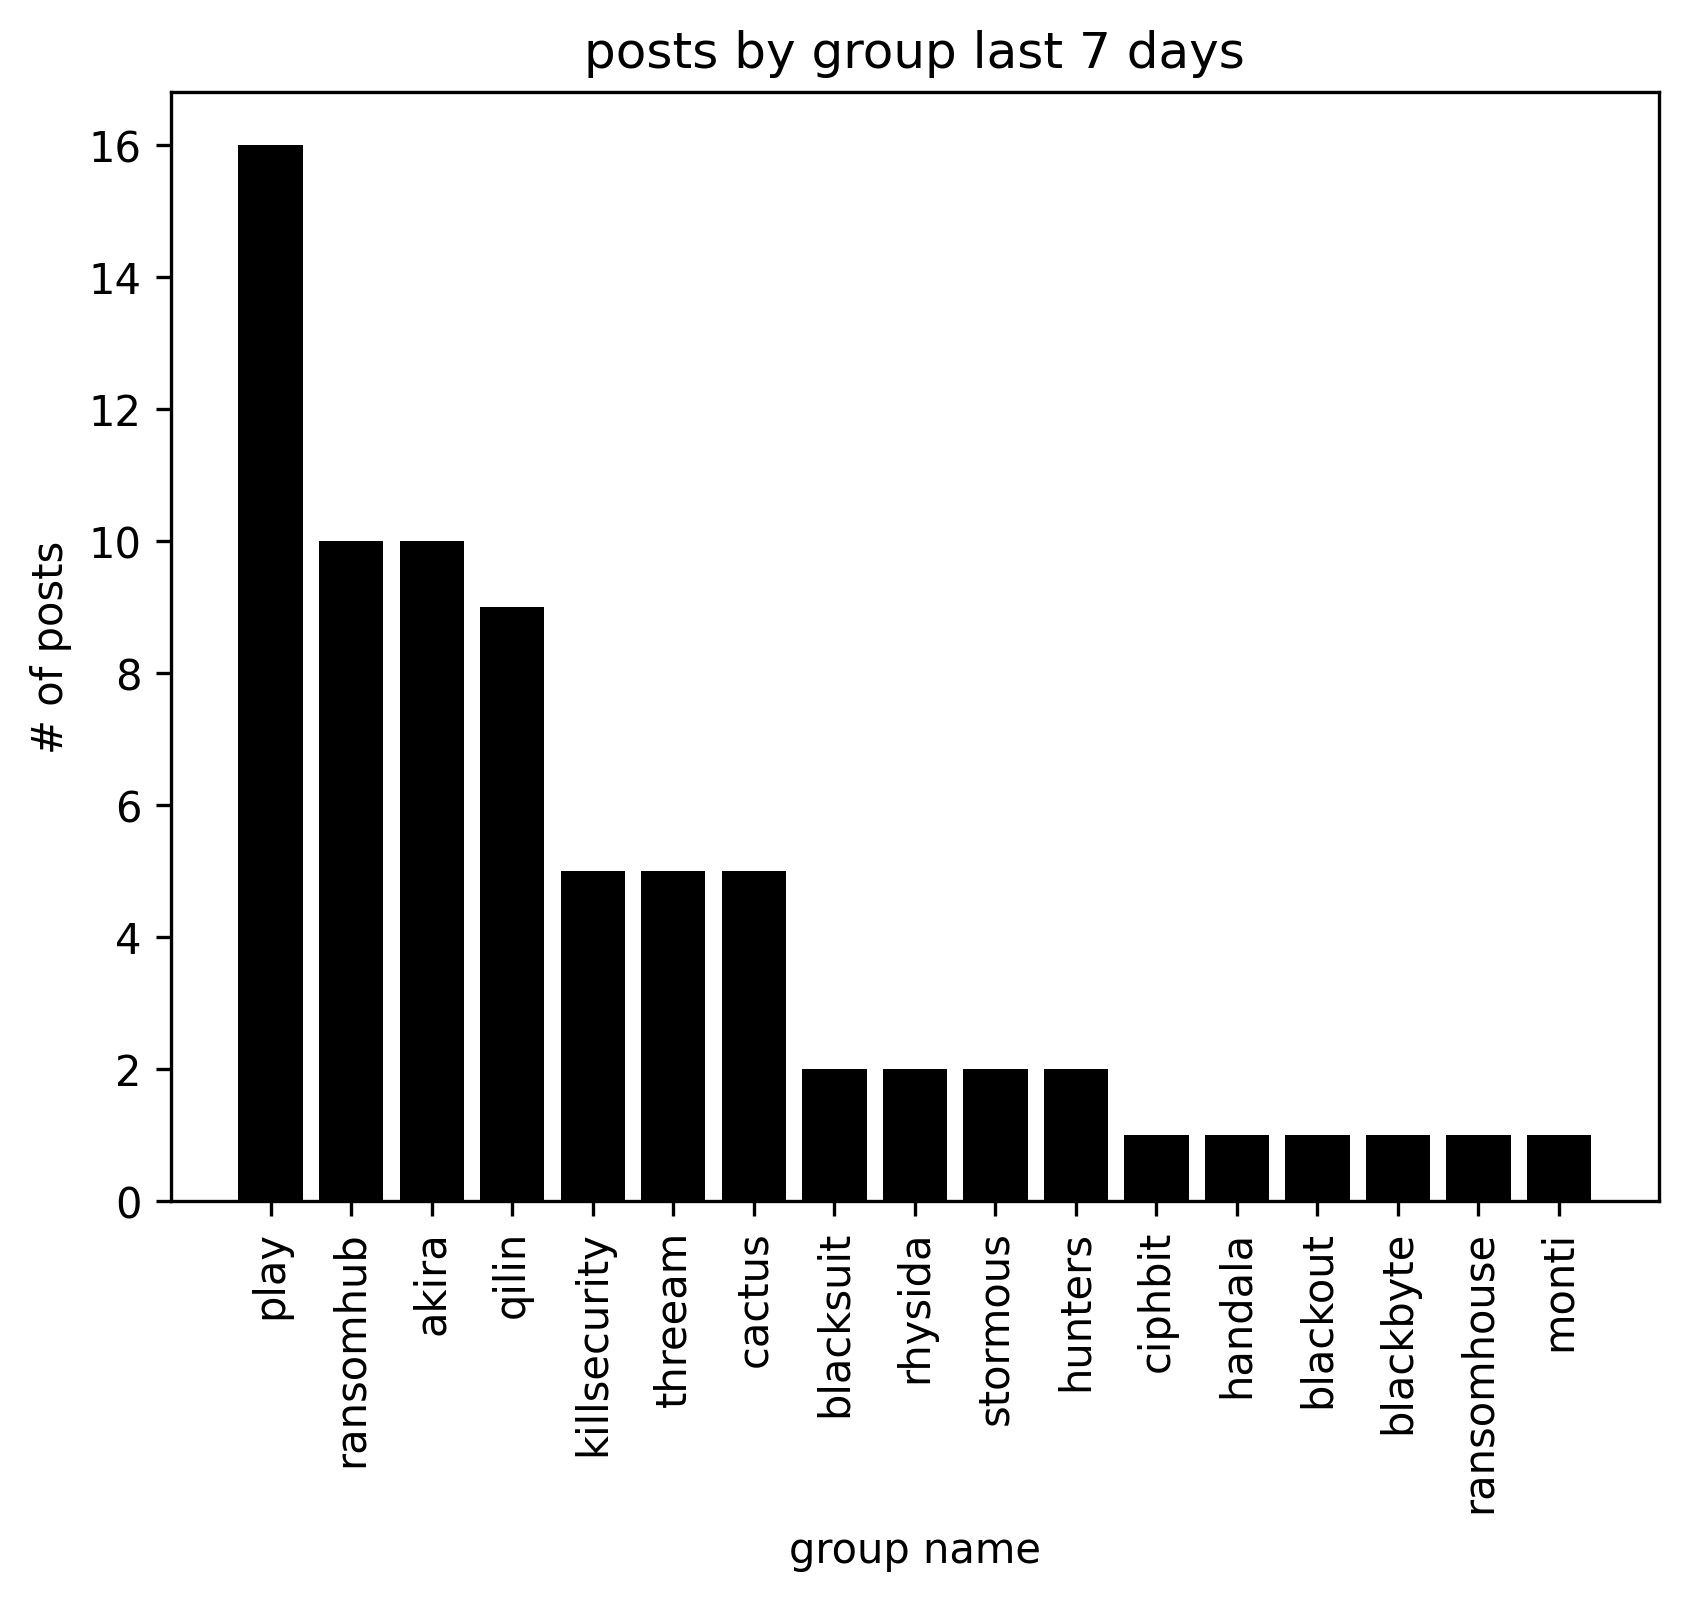 posts by group last 7 days
# of posts
16
14
12
10
8
6
4
2
0
play
ransomhub
akira
qilin
killsecurity
threeam
cactus
blacksuit
rhysida
stormous
hunters
ciphbit
handala
blackout
blackbyte
ransomhouse
monti
group name